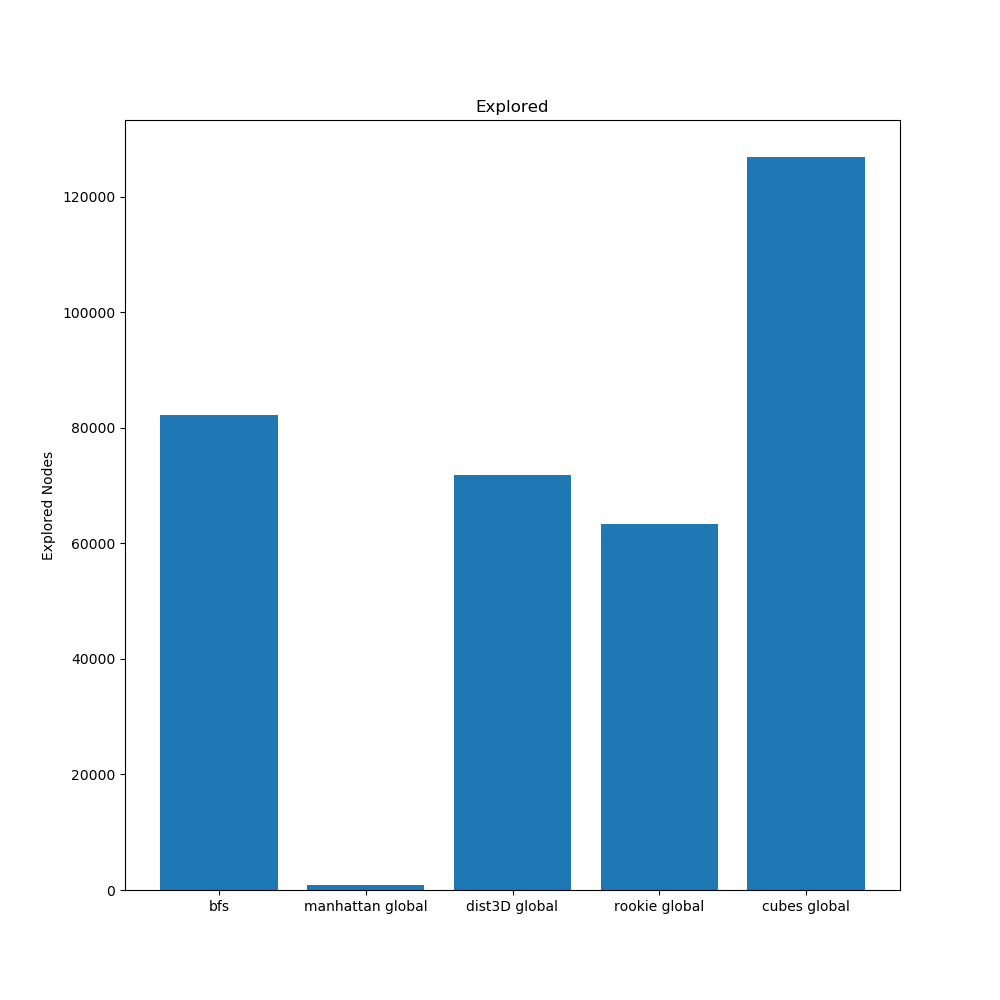 Explored
120000
100000
80000
60000
40000
20000
0
Explored Nodes
bfs
manhattan global
dist3D global
rookie global
cubes global